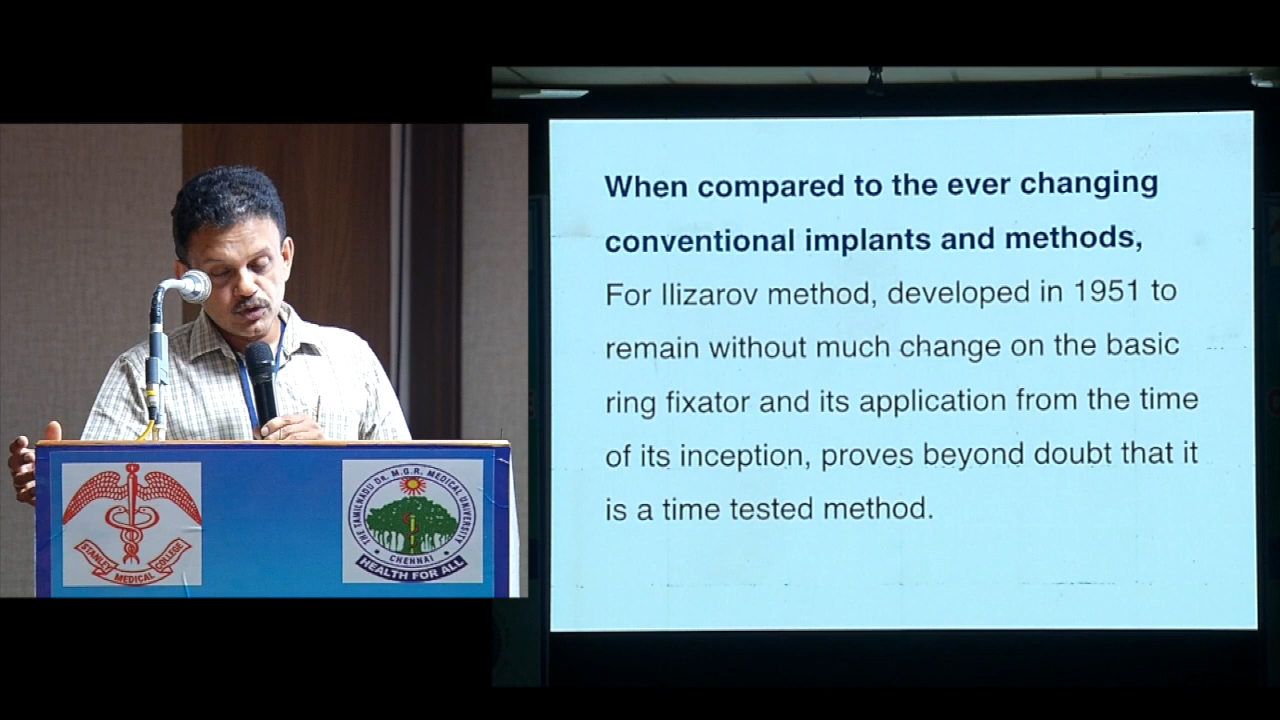 When compared to the ever changing
conventional implants and methods,
For Ilizarov method, developed in 1951 to
remain without much change on the basic
ring fixator and its application from the time
of its inception, proves beyond doubt that it
is a time tested method.
STANLEY MEDICAL COLLEGE
THE TAMILNADU DR. M.G.R. MEDICAL UNIVERSITY
CHENNAI
HEALTH FOR ALL